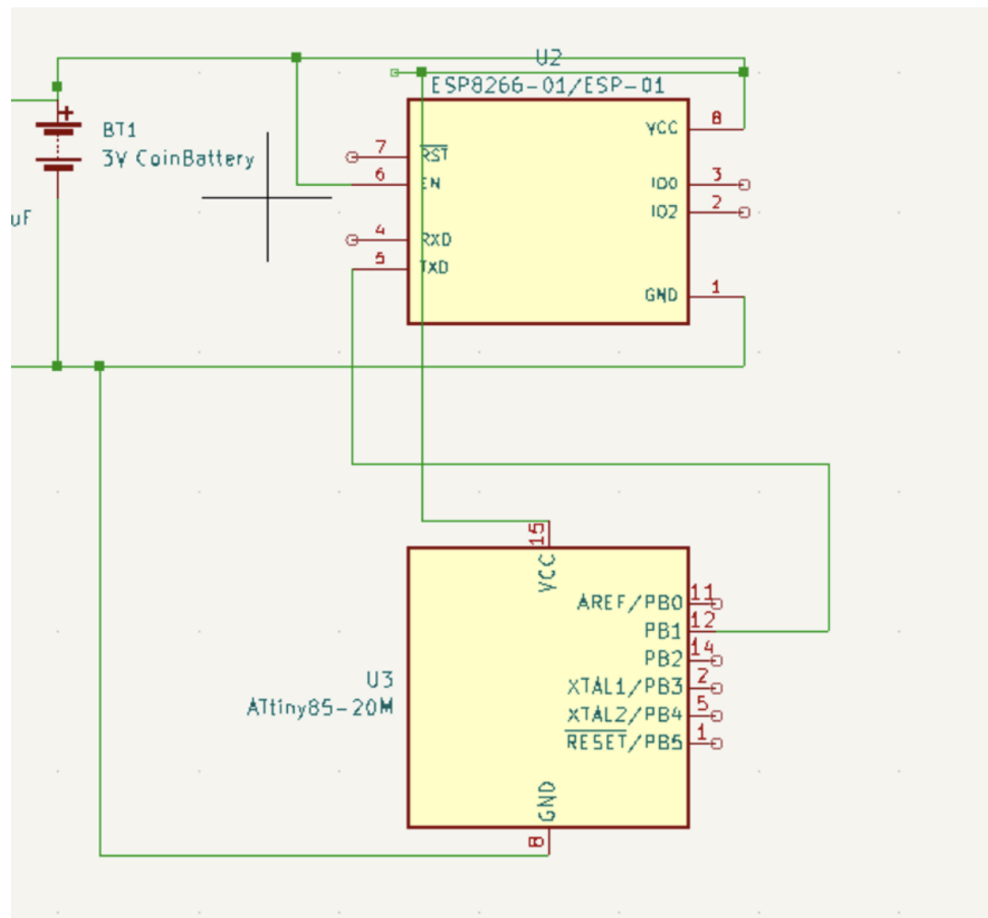 U2
ESP8266-01/ESP-01
+
BT1
3V CoinBattery
uF
VCC 8
7 RST
6 EN
IO0 3
IO2 2
4 RXD
5 TXD
GND 1
15
VCC
AREF/PB0 11
PB1 12
PB2 14
XTAL1/PB3 2
XTAL2/PB4 5
RESET/PB5 1
U3
ATtiny85-20M
GND
8